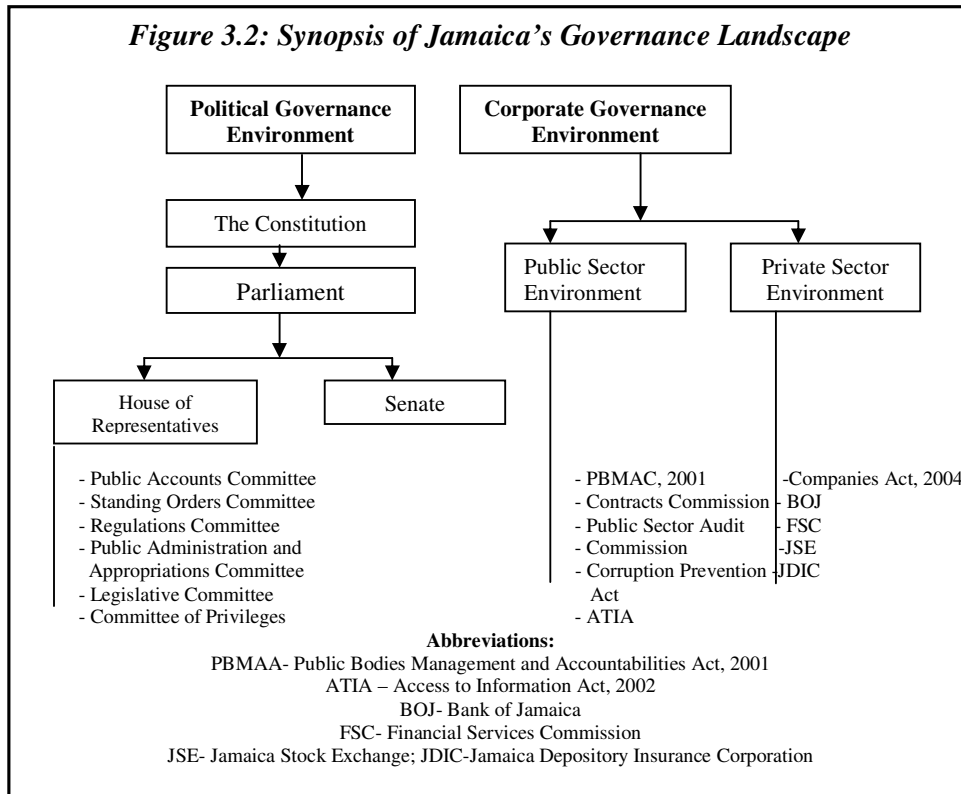 Figure 3.2: Synopsis of Jamaica's Governance Landscape
Political Governance
Environment
Corporate Governance
Environment
The Constitution
Parliament
House of
Representatives
Senate
Public Sector
Environment
Private Sector
Environment
- Public Accounts Committee
- Standing Orders Committee
- Regulations Committee
- Public Administration and
Appropriations Committee
- Legislative Committee
- Committee of Privileges
- PBMAC, 2001
- Contracts Commission
- Public Sector Audit
- Commission
- Corruption Prevention
Act
- ATIA
-Companies Act, 2004
- BOJ
- FSC
-JSE
-JDIC
Abbreviations:
PBMAA- Public Bodies Management and Accountabilities Act, 2001
ATIA – Access to Information Act, 2002
BOJ- Bank of Jamaica
FSC- Financial Services Commission
JSE- Jamaica Stock Exchange; JDIC-Jamaica Depository Insurance Corporation